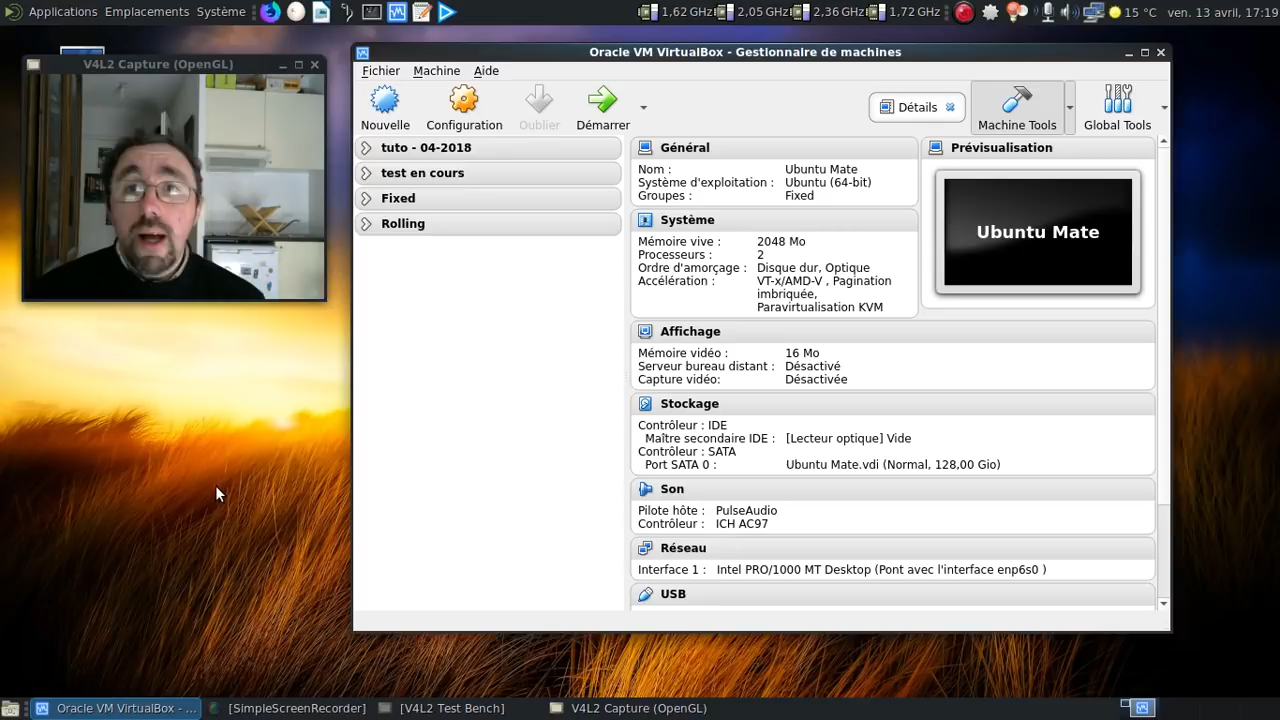 Applications Emplacements Système
1,62 GHz 2,05 GHz 2,36 GHz 1,72 GHz 15 °C ven. 13 avril, 17:19
V4L2 Capture (OpenGL)
Oracle VM VirtualBox - Gestionnaire de machines
Fichier Machine Aide
Nouvelle Configuration Oublier Démarrer Détails Machine Tools Global Tools
tuto - 04-2018
test en cours
Fixed
Rolling
Général
Nom : Ubuntu Mate
Système d'exploitation : Ubuntu (64-bit)
Groupes : Fixed
Prévisualisation
Ubuntu Mate
Système
Mémoire vive : 2048 Mo
Processeurs : 2
Ordre d'amorçage : Disque dur, Optique
Accélération : VT-x/AMD-V , Pagination
imbriquée,
Paravirtualisation KVM
Affichage
Mémoire vidéo : 16 Mo
Serveur bureau distant : Désactivé
Capture vidéo: Désactivée
Stockage
Contrôleur : IDE
Maître secondaire IDE : [Lecteur optique] Vide
Contrôleur : SATA
Port SATA 0 : Ubuntu Mate.vdi (Normal, 128,00 Gio)
Son
Pilote hôte : PulseAudio
Contrôleur : ICH AC97
Réseau
Interface 1 : Intel PRO/1000 MT Desktop (Pont avec l'interface enp6s0 )
USB
Oracle VM VirtualBox - ... [SimpleScreenRecorder] [V4L2 Test Bench] V4L2 Capture (OpenGL)